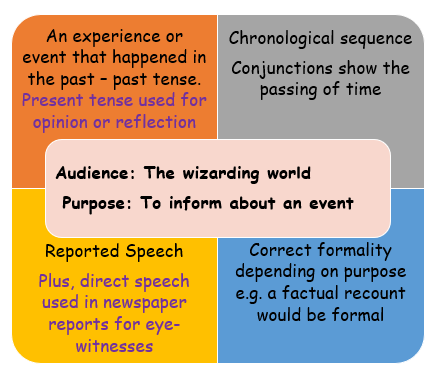 An experience or
event that happened in
the past – past tense.
Present tense used for
opinion or reflection
Chronological sequence
Conjunctions show the
passing of time
Audience: The wizarding world
Purpose: To inform about an event
Reported Speech
Plus, direct speech
used in newspaper
reports for eye-
witnesses
Correct formality
depending on purpose
e.g. a factual recount
would be formal